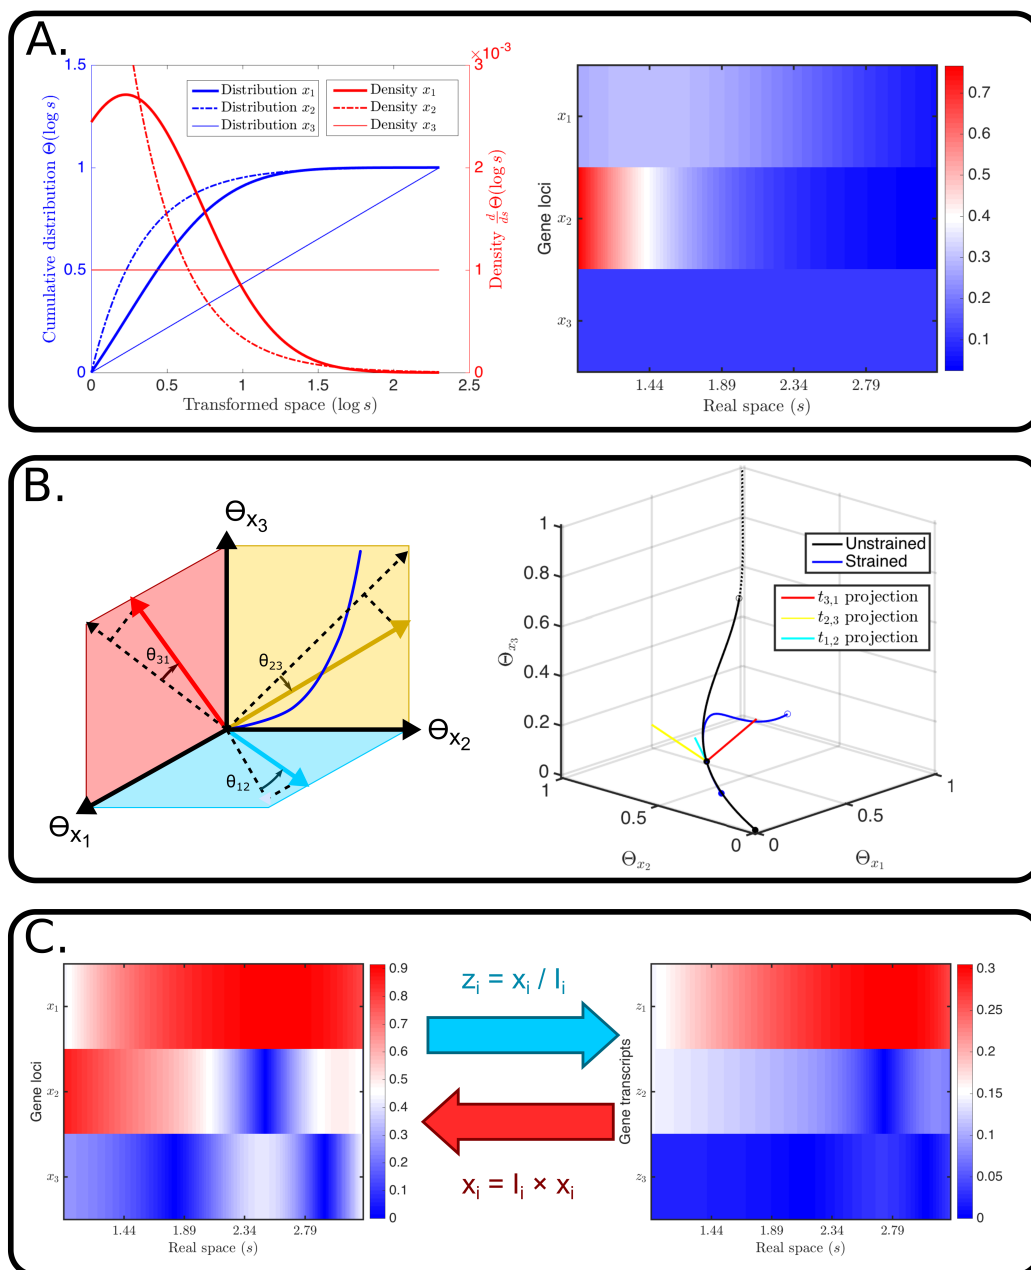 A.
×10⁻³
1.5
1
0.5
0
3
2
1
0
Distribution x₁
Distribution x₂
Distribution x₃
Density x₁
Density x₂
Density x₃
Cumulative distribution Θ(log s)
Density d/ds Θ(log s)
0 0.5 1 1.5 2 2.5
Transformed space (log s)
Gene loci
x₁
x₂
x₃
1.44 1.89 2.34 2.79
Real space (s)
0.7
0.6
0.5
0.4
0.3
0.2
0.1
B.
Θx₃
Θx₂
Θx₁
θ31
θ23
θ12
Unstrained
Strained
t₃,₁ projection
t₂,₃ projection
t₁,₂ projection
Θx₃
1
0.8
0.6
0.4
0.2
0
1
0.5
0
0
0.5
1
Θx₂
Θx₁
C.
Gene loci
x₁
x₂
x₃
1.44 1.89 2.34 2.79
Real space (s)
0.9
0.8
0.7
0.6
0.5
0.4
0.3
0.2
0.1
0
zᵢ = xᵢ / lᵢ
xᵢ = lᵢ × xᵢ
Gene transcripts
z₁
z₂
z₃
1.44 1.89 2.34 2.79
Real space (s)
0.3
0.25
0.2
0.15
0.1
0.05
0